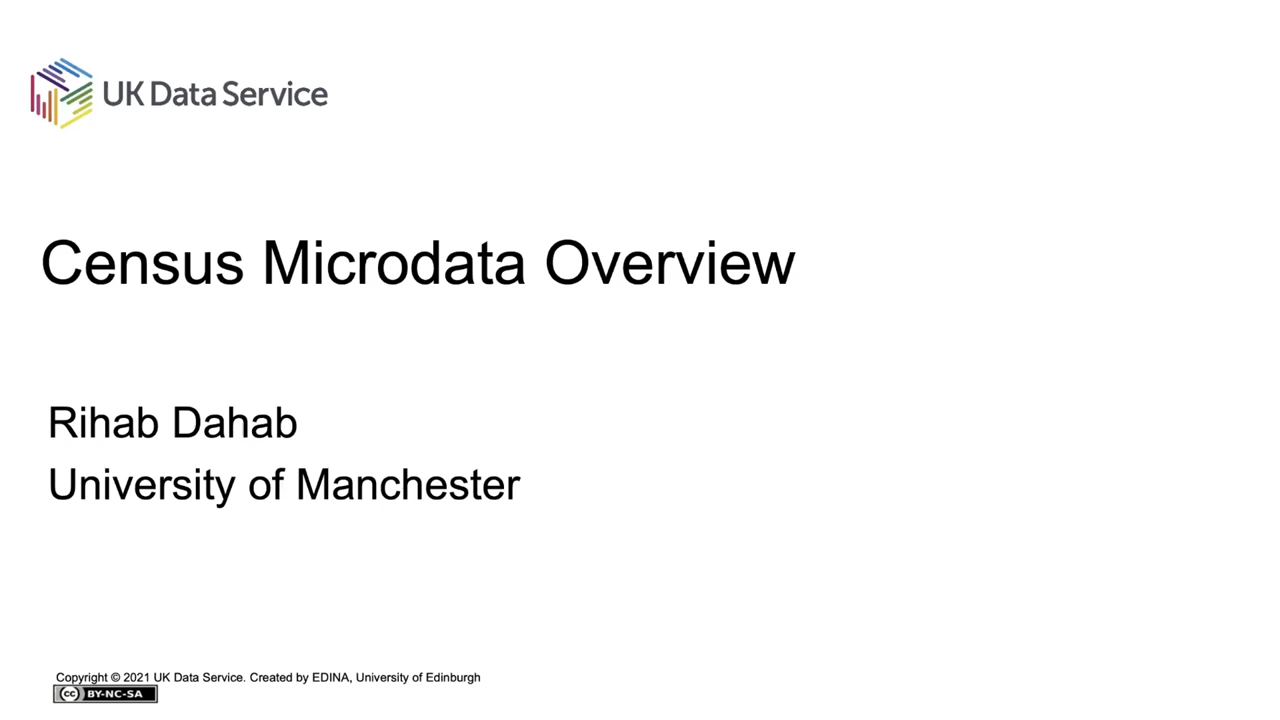 UK Data Service
Census Microdata Overview
Rihab Dahab
University of Manchester
Copyright © 2021 UK Data Service. Created by EDINA, University of Edinburgh
cc BY-NC-SA